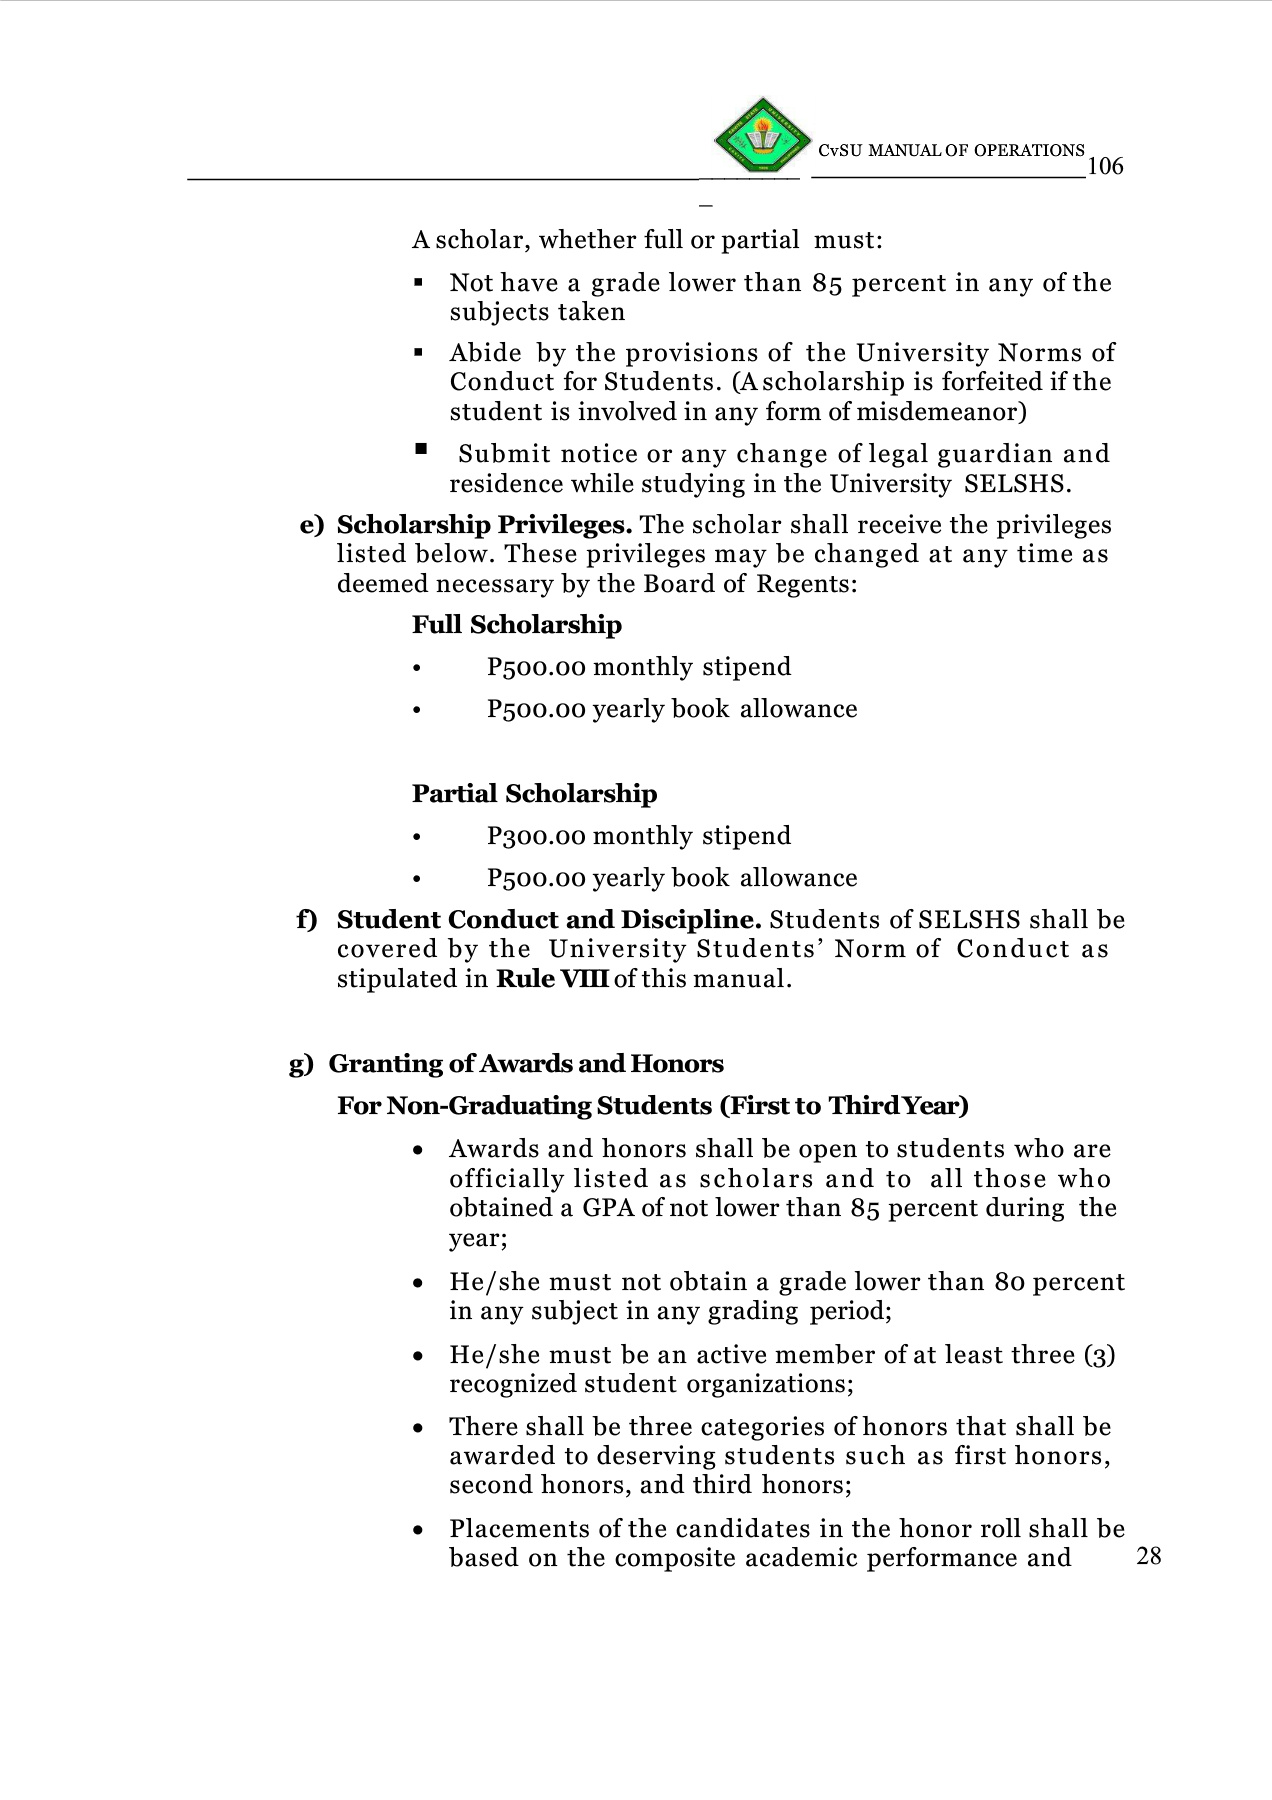 CvSU MANUAL OF OPERATIONS
106
A scholar, whether full or partial must:
▪ Not have a grade lower than 85 percent in any of the
subjects taken
▪ Abide by the provisions of the University Norms of
Conduct for Students. (A scholarship is forfeited if the
student is involved in any form of misdemeanor)
▪ Submit notice or any change of legal guardian and
residence while studying in the University SELSHS.
e) Scholarship Privileges. The scholar shall receive the privileges
listed below. These privileges may be changed at any time as
deemed necessary by the Board of Regents:
Full Scholarship
• P500.00 monthly stipend
• P500.00 yearly book allowance
Partial Scholarship
• P300.00 monthly stipend
• P500.00 yearly book allowance
f) Student Conduct and Discipline. Students of SELSHS shall be
covered by the University Students’ Norm of Conduct as
stipulated in Rule VIII of this manual.
g) Granting of Awards and Honors
For Non-Graduating Students (First to Third Year)
• Awards and honors shall be open to students who are
officially listed as scholars and to all those who
obtained a GPA of not lower than 85 percent during the
year;
• He/she must not obtain a grade lower than 80 percent
in any subject in any grading period;
• He/she must be an active member of at least three (3)
recognized student organizations;
• There shall be three categories of honors that shall be
awarded to deserving students such as first honors,
second honors, and third honors;
• Placements of the candidates in the honor roll shall be
based on the composite academic performance and
28